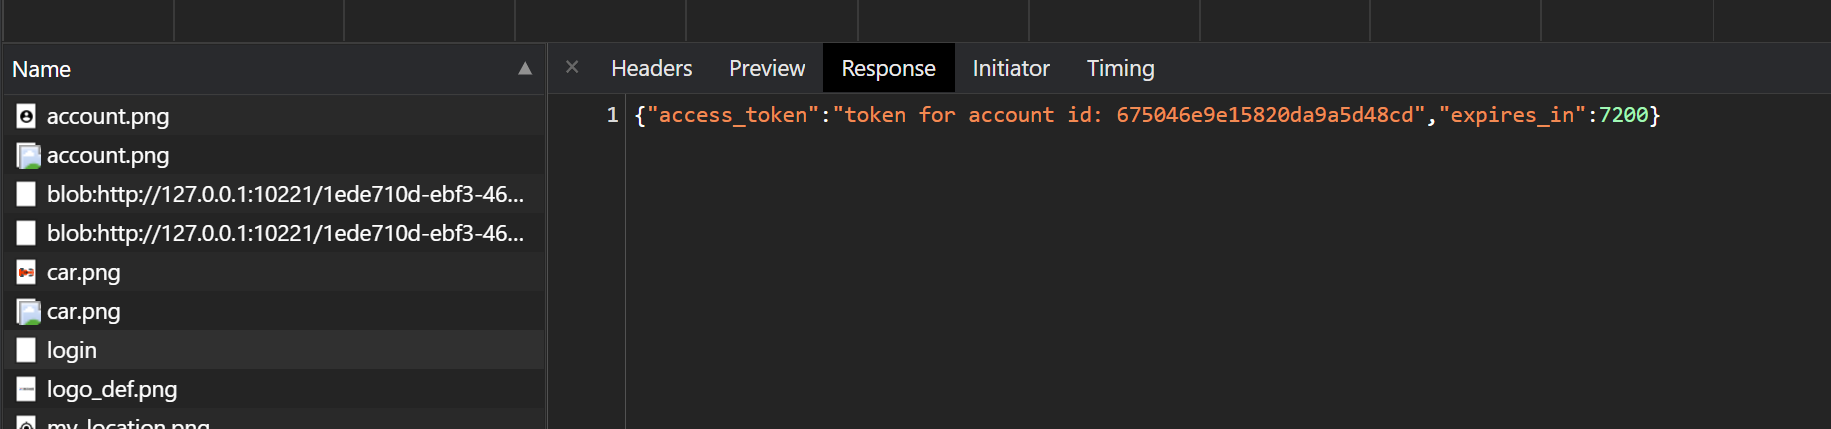 Name
Headers Preview Response Initiator Timing
account.png
1 {"access_token":"token for account id: 675046e9e15820da9a5d48cd","expires_in":7200}
account.png
blob:http://127.0.0.1:10221/1ede710d-ebf3-46...
blob:http://127.0.0.1:10221/1ede710d-ebf3-46...
car.png
car.png
login
logo_def.png
my_location.png